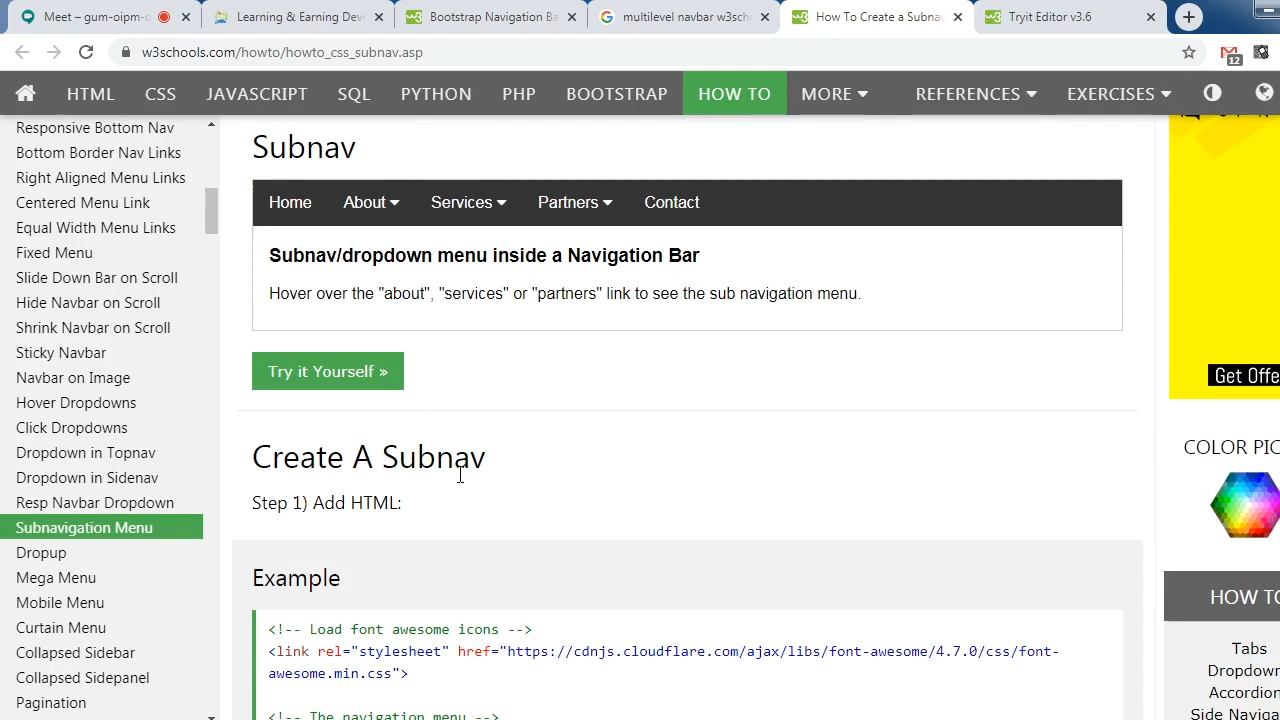 Meet – gum-oipm-c
Learning & Earning Dev
Bootstrap Navigation Ba
multilevel navbar w3sch
How To Create a Subnav
Tryit Editor v3.6
w3schools.com/howto/howto_css_subnav.asp
12
HTML CSS JAVASCRIPT SQL PYTHON PHP BOOTSTRAP HOW TO MORE REFERENCES EXERCISES
Responsive Bottom Nav
Bottom Border Nav Links
Right Aligned Menu Links
Centered Menu Link
Equal Width Menu Links
Fixed Menu
Slide Down Bar on Scroll
Hide Navbar on Scroll
Shrink Navbar on Scroll
Sticky Navbar
Navbar on Image
Hover Dropdowns
Click Dropdowns
Dropdown in Topnav
Dropdown in Sidenav
Resp Navbar Dropdown
Subnavigation Menu
Dropup
Mega Menu
Mobile Menu
Curtain Menu
Collapsed Sidebar
Collapsed Sidepanel
Pagination
Subnav
Home About Services Partners Contact
Subnav/dropdown menu inside a Navigation Bar
Hover over the "about", "services" or "partners" link to see the sub navigation menu.
Try it Yourself »
Create A Subnav
Step 1) Add HTML:
Example
<!-- Load font awesome icons -->
<link rel="stylesheet" href="https://cdnjs.cloudflare.com/ajax/libs/font-awesome/4.7.0/css/font-
awesome.min.css">
<!-- The navigation menu -->
Get Offe
COLOR PIC
HOW TO
Tabs
Dropdown
Accordion
Side Naviga